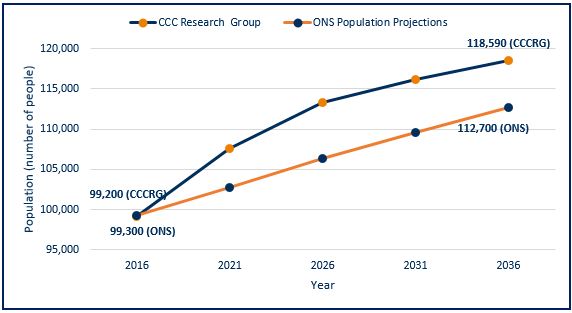 CCC Research Group ONS Population Projections
120,000
118,590 (CCCRG)
115,000
110,000
112,700 (ONS)
105,000
99,200 (CCCRG)
100,000
99,300 (ONS)
95,000
Population (number of people)
2016 2021 2026 2031 2036
Year